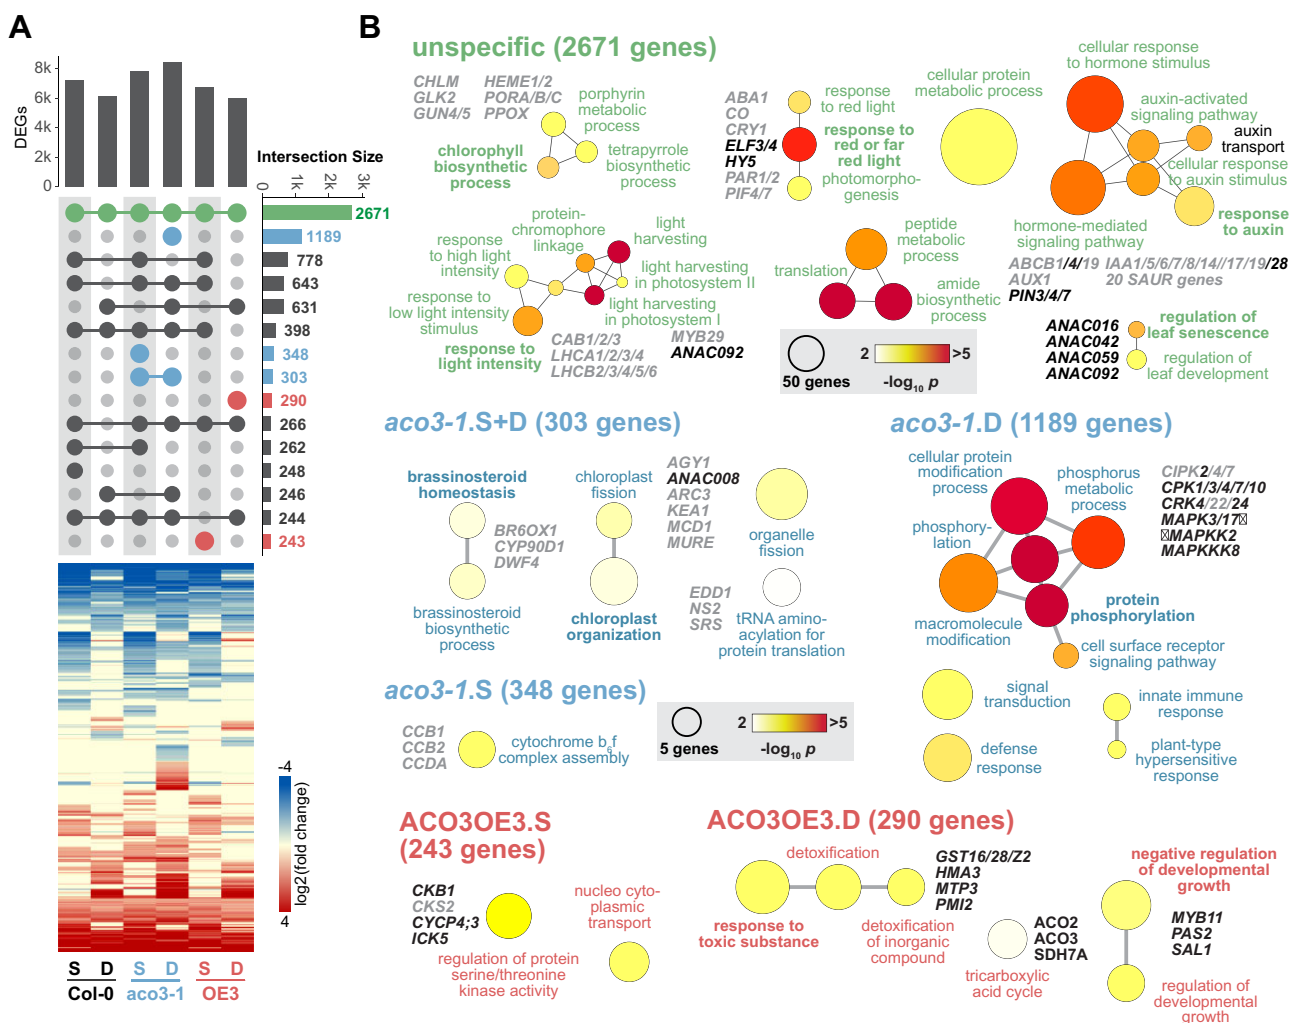 A
8k
6k
4k
2k
0
DEGs
Intersection Size
0
1k
2k
3k
2671
1189
778
643
631
398
348
303
290
266
262
248
246
244
243
-4
log2(fold change)
4
S D S D S D
Col-0 aco3-1 OE3
B
unspecific (2671 genes)
CHLM
GLK2
GUN4/5
HEME1/2
PORA/B/C
PPOX
porphyrin
metabolic
process
chlorophyll
biosynthetic
process
tetrapyrrole
biosynthetic
process
ABA1
CO
CRY1
ELF3/4
HY5
PAR1/2
PIF4/7
response
to red light
response to
red or far
red light
photomorpho-
genesis
cellular protein
metabolic process
cellular response
to hormone stimulus
auxin-activated
signaling pathway
auxin
transport
cellular response
to auxin stimulus
response
to auxin
hormone-mediated
signaling pathway
ABCB1/4/19
AUX1
PIN3/4/7
IAA1/5/6/7/8/14//17/19/28
20 SAUR genes
protein-
chromophore
linkage
light
harvesting
response
to high light
intensity
light harvesting
in photosystem II
response to
low light intensity
stimulus
light harvesting
in photosystem I
response to
light intensity
CAB1/2/3
LHCA1/2/3/4
LHCB2/3/4/5/6
MYB29
ANAC092
peptide
metabolic
process
translation
amide
biosynthetic
process
50 genes
2
>5
-log10 p
ANAC016
ANAC042
ANAC059
ANAC092
regulation of
leaf senescence
regulation of
leaf development
aco3-1.S+D (303 genes)
brassinosteroid
homeostasis
BR6OX1
CYP90D1
DWF4
brassinosteroid
biosynthetic
process
chloroplast
fission
AGY1
ANAC008
ARC3
KEA1
MCD1
MURE
chloroplast
organization
organelle
fission
EDD1
NS2
SRS
tRNA amino-
acylation for
protein translation
aco3-1.D (1189 genes)
cellular protein
modification
process
phosphorus
metabolic
process
phosphory-
lation
macromolecule
modification
protein
phosphorylation
cell surface receptor
signaling pathway
CIPK2/4/7
CPK1/3/4/7/10
CRK4/22/24
MAPK3/17
MAPKK2
MAPKKK8
signal
transduction
defense
response
innate immune
response
plant-type
hypersensitive
response
aco3-1.S (348 genes)
CCB1
CCB2
CCDA
cytochrome b6f
complex assembly
5 genes
2
>5
-log10 p
ACO3OE3.S
(243 genes)
CKB1
CKS2
CYCP4;3
ICK5
regulation of protein
serine/threonine
kinase activity
nucleo cyto-
plasmic
transport
ACO3OE3.D (290 genes)
detoxification
response to
toxic substance
detoxification
of inorganic
compound
GST16/28/Z2
HMA3
MTP3
PMI2
ACO2
ACO3
SDH7A
tricarboxylic
acid cycle
negative regulation
of developmental
growth
MYB11
PAS2
SAL1
regulation of
developmental
growth